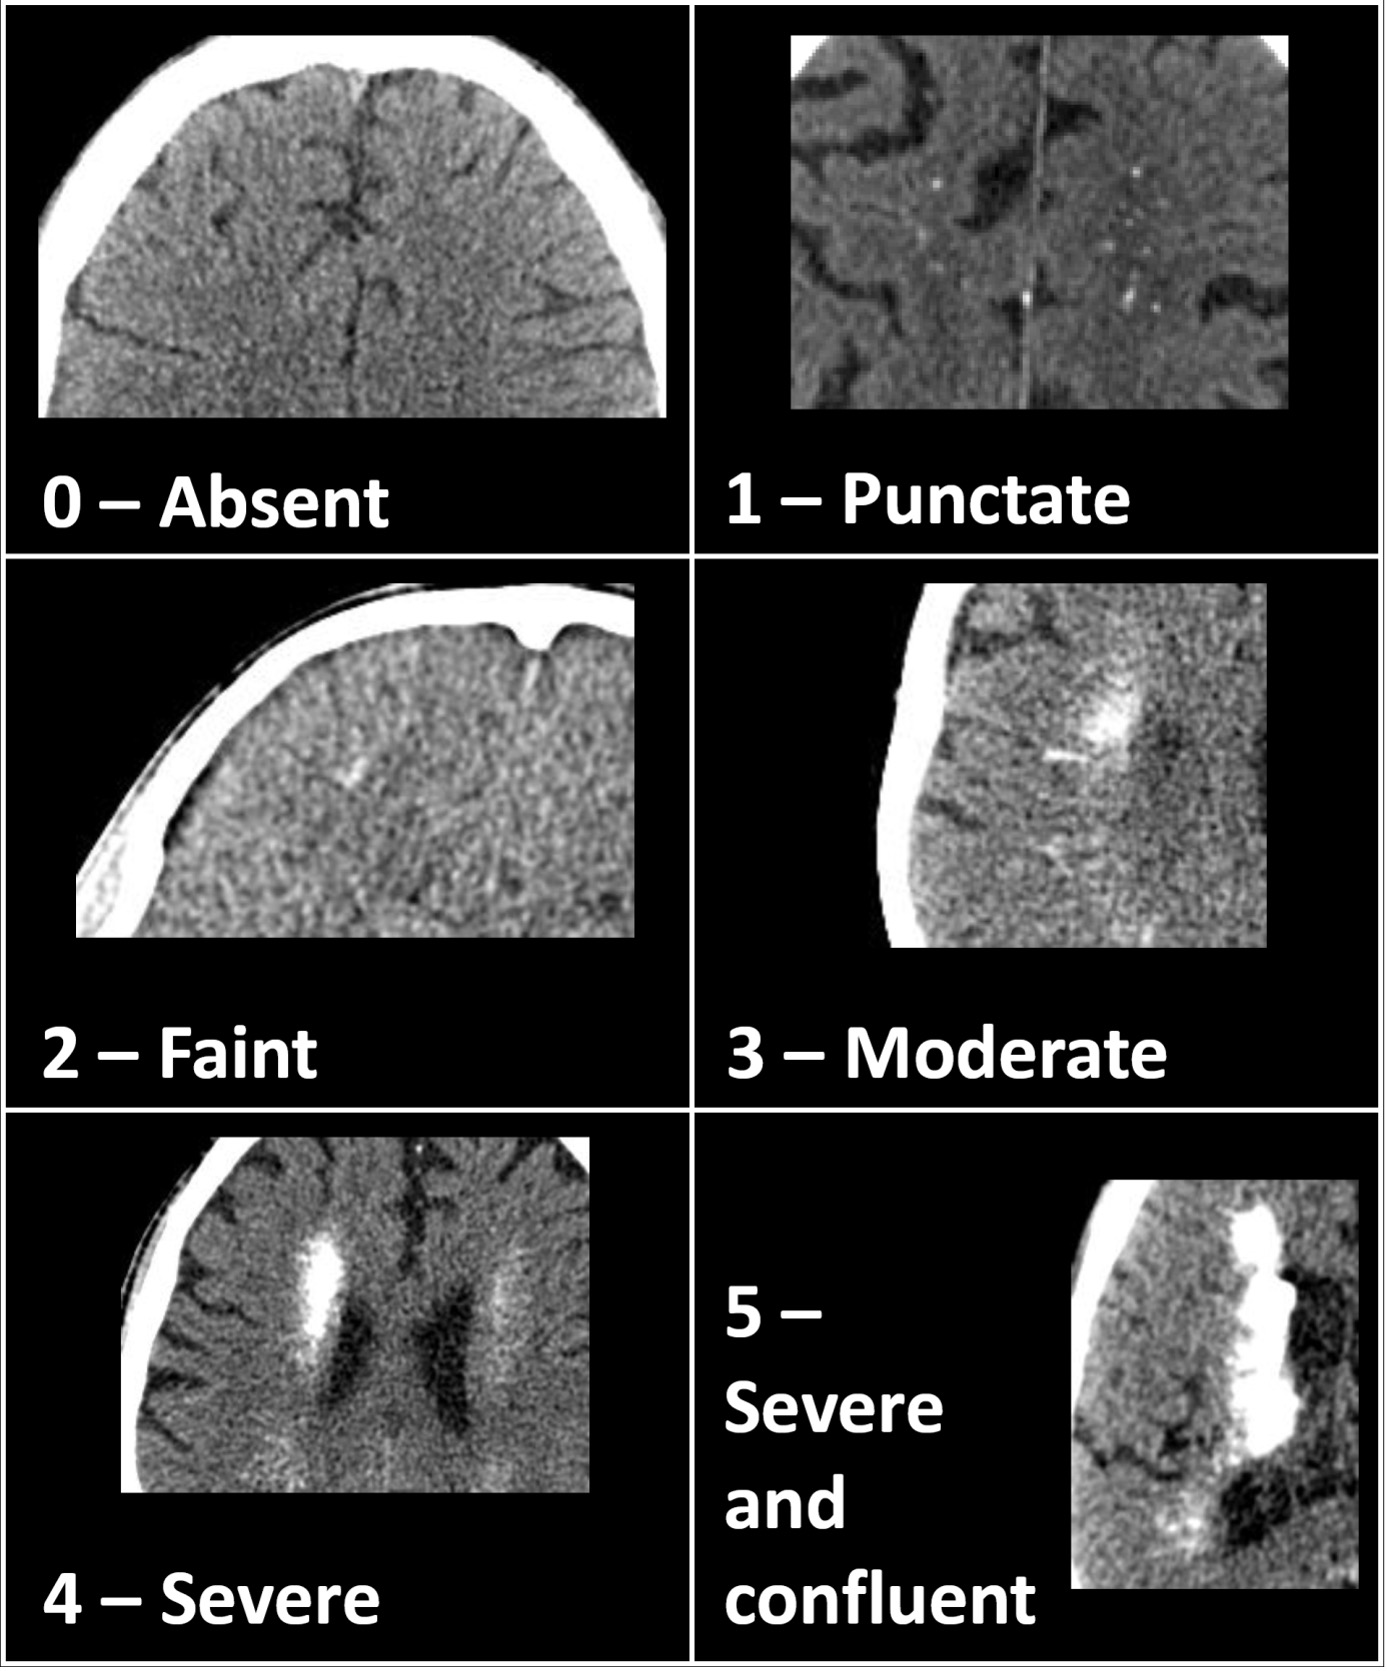 0 – Absent
1 – Punctate
2 – Faint
3 – Moderate
4 – Severe
5 –
Severe
and
confluent